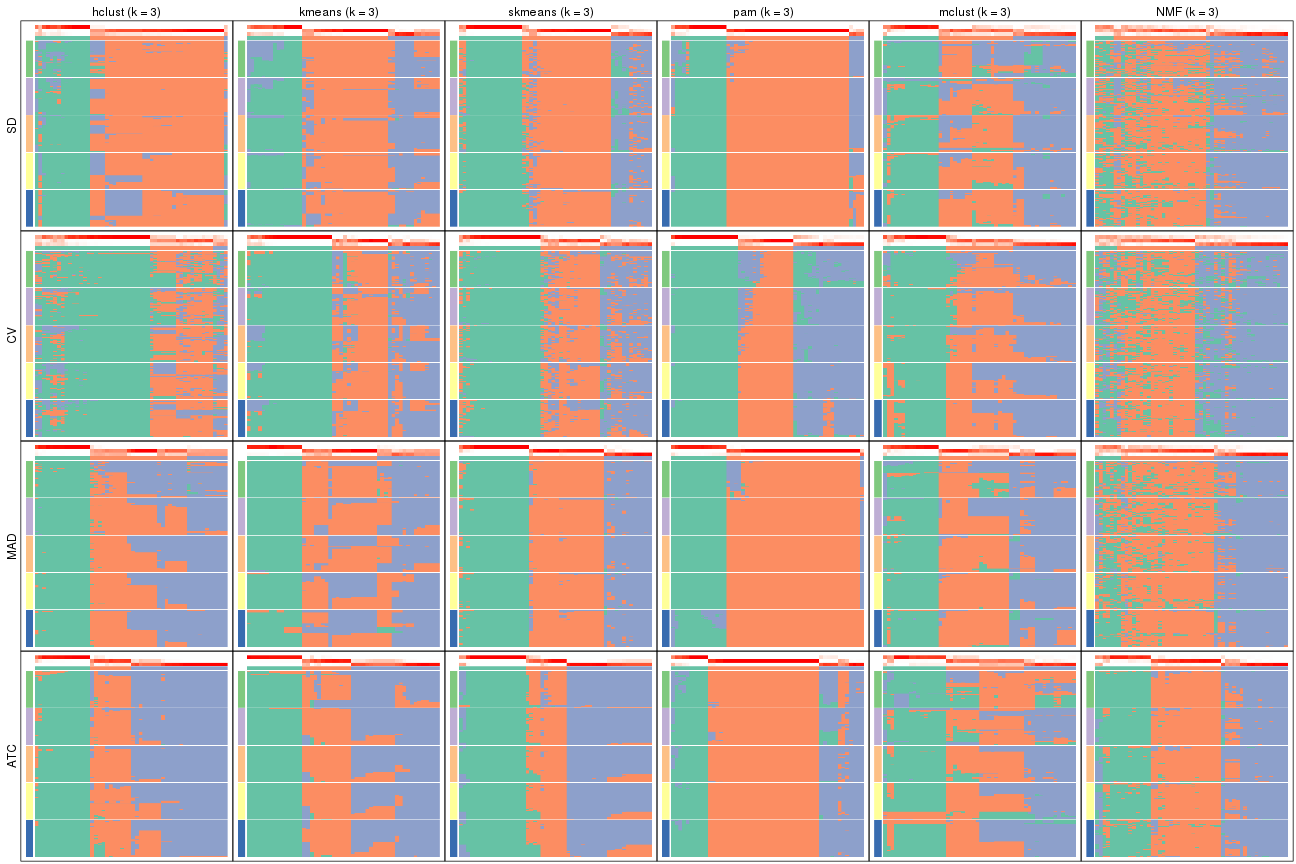 hclust (k = 3) kmeans (k = 3) skmeans (k = 3) pam (k = 3) mclust (k = 3) NMF (k = 3)
SD
CV
MAD
ATC